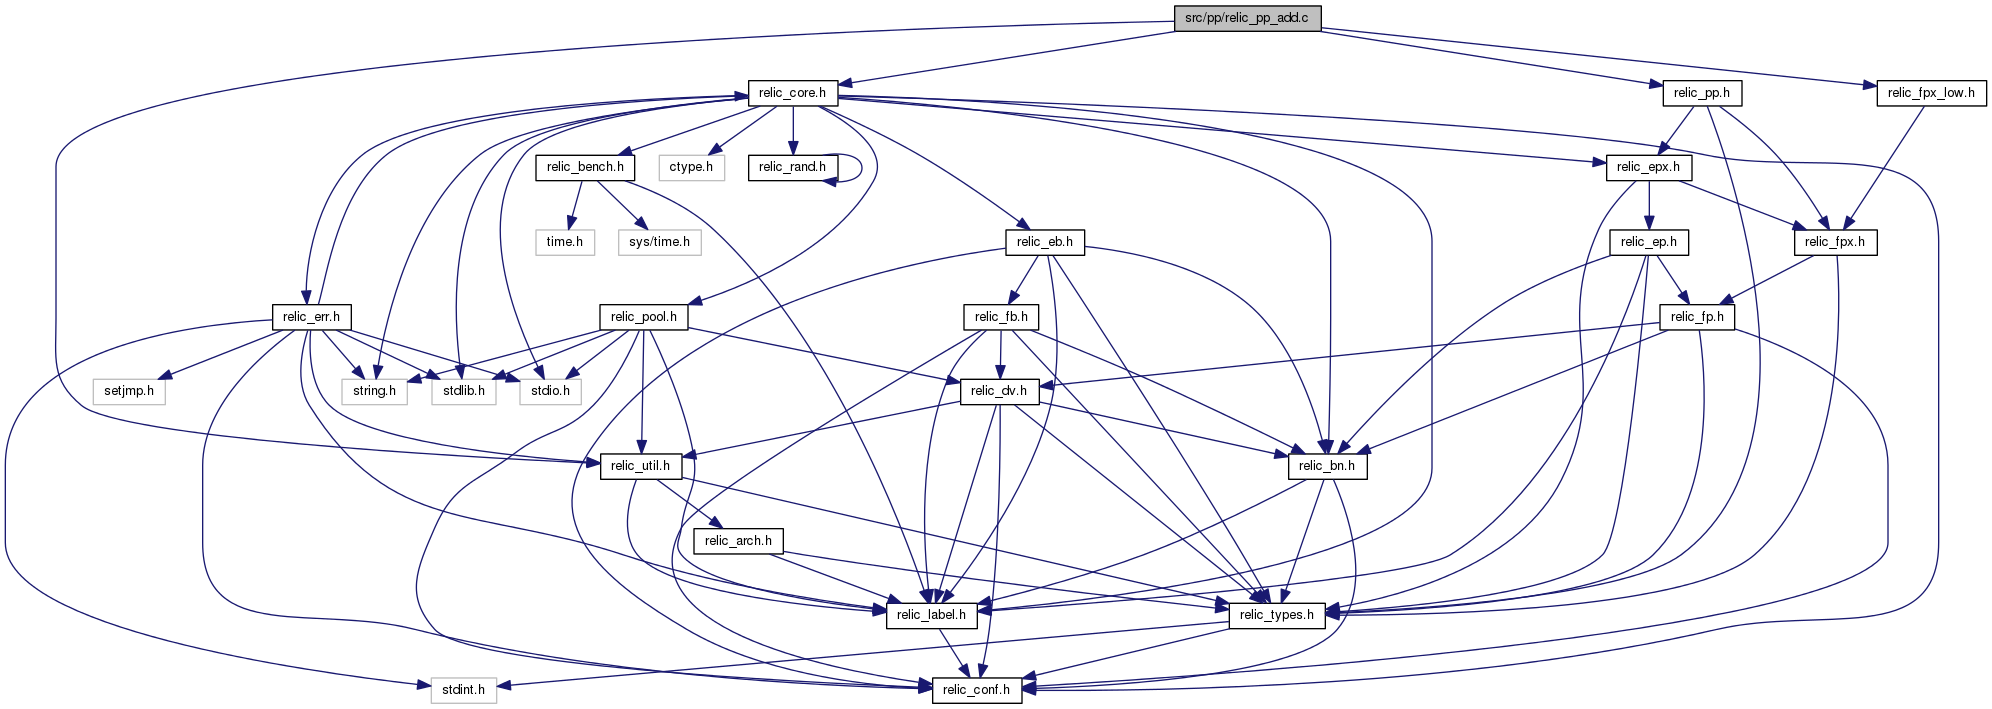 src/pp/relic_pp_add.c
relic_core.h
relic_pp.h
relic_fpx_low.h
relic_bench.h
ctype.h
relic_rand.h
relic_epx.h
time.h
sys/time.h
relic_eb.h
relic_ep.h
relic_fpx.h
relic_err.h
relic_pool.h
relic_fb.h
relic_fp.h
setjmp.h
string.h
stdlib.h
stdio.h
relic_dv.h
relic_util.h
relic_bn.h
relic_arch.h
relic_label.h
relic_types.h
stdint.h
relic_conf.h